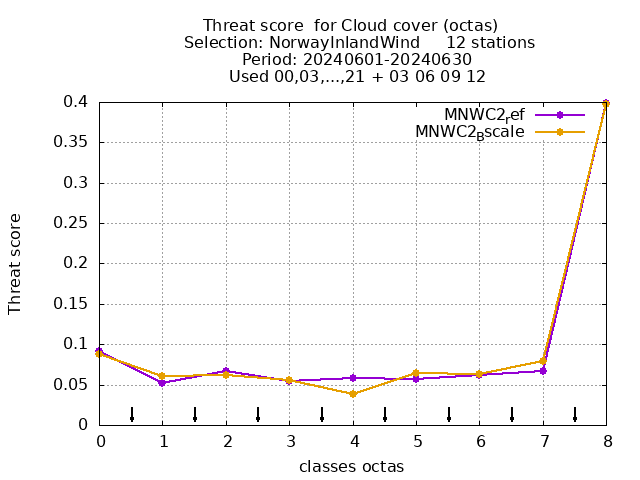 Threat score  for Cloud cover (octas)
Selection: NorwayInlandWind     12 stations
Period: 20240601-20240630
Used 00,03,...,21 + 03 06 09 12
MNWC2ref
MNWC2Bscale
0.4
0.35
0.3
0.25
0.2
0.15
0.1
0.05
0
Threat score
0 1 2 3 4 5 6 7 8
classes octas